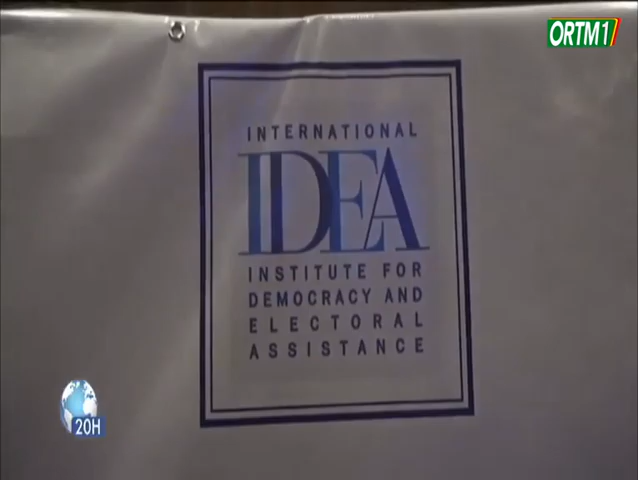 ORTM1
INTERNATIONAL
IDEA
INSTITUTE FOR
DEMOCRACY AND
ELECTORAL
ASSISTANCE
20H